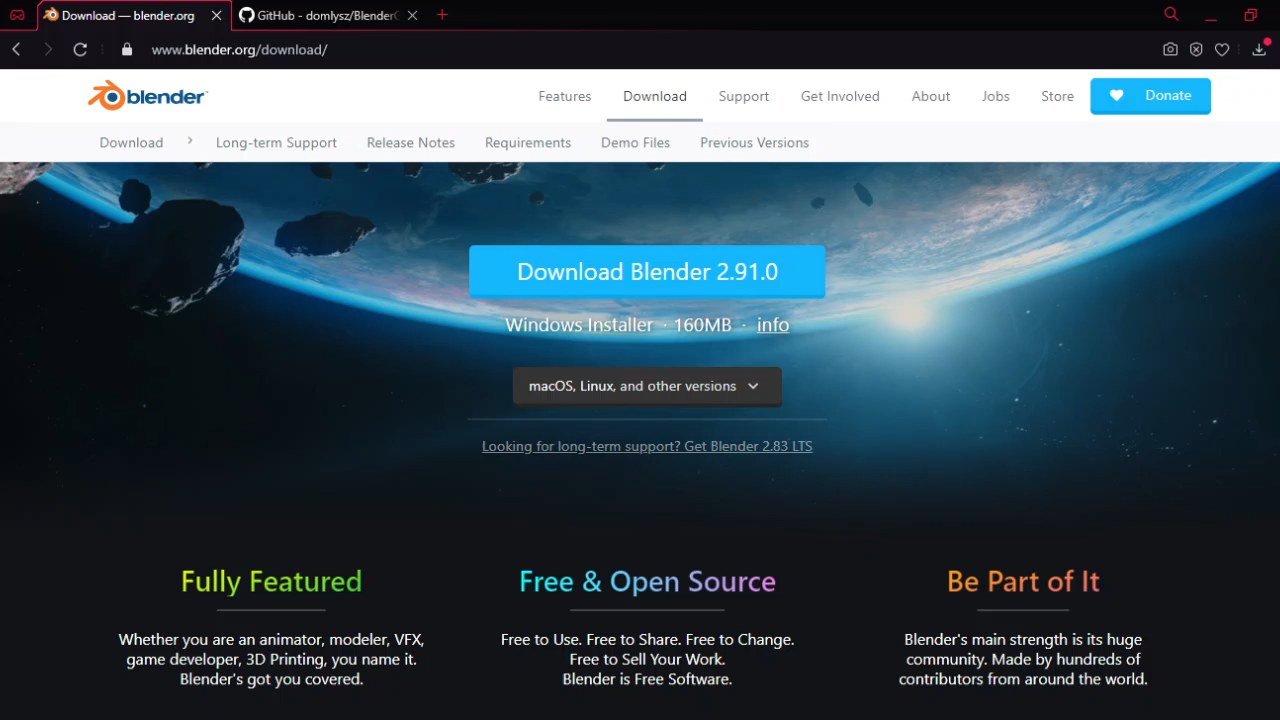 Download — blender.org
GitHub - domlysz/BlenderG
www.blender.org/download/
blender™
Features
Download
Support
Get Involved
About
Jobs
Store
Donate
Download
Long-term Support
Release Notes
Requirements
Demo Files
Previous Versions
Download Blender 2.91.0
Windows Installer · 160MB · info
macOS, Linux, and other versions
Looking for long-term support? Get Blender 2.83 LTS
Fully Featured
Whether you are an animator, modeler, VFX,
game developer, 3D Printing, you name it.
Blender's got you covered.
Free & Open Source
Free to Use. Free to Share. Free to Change.
Free to Sell Your Work.
Blender is Free Software.
Be Part of It
Blender's main strength is its huge
community. Made by hundreds of
contributors from around the world.